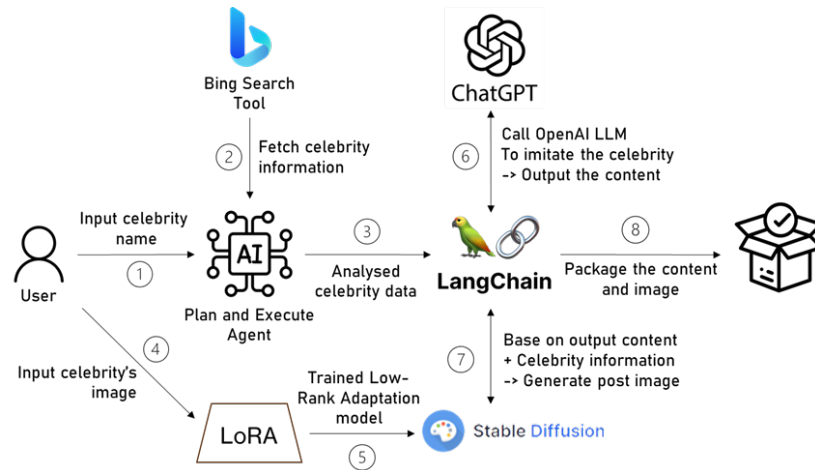 Bing Search
Tool
ChatGPT
2
Fetch celebrity
information
6
Call OpenAI LLM
To imitate the celebrity
-> Output the content
Input celebrity
name
1
User
AI
Plan and Execute
Agent
3
Analysed
celebrity data
LangChain
8
Package the content
and image
4
Input celebrity's
image
LoRA
Trained Low-
Rank Adaptation
model
5
7
Base on output content
+ Celebrity information
-> Generate post image
Stable Diffusion